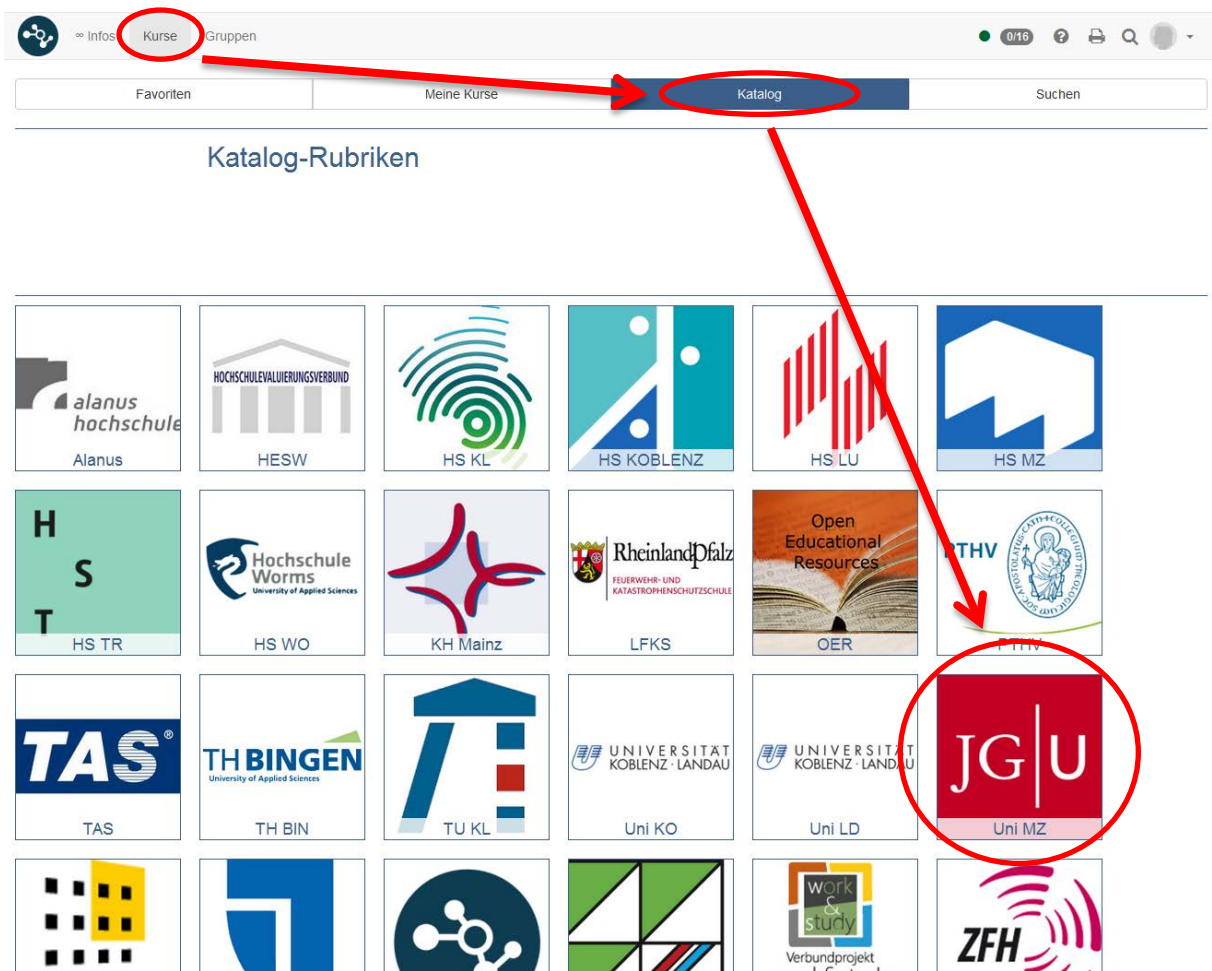 ∞ Infos Kurse Gruppen 0/16
Favoriten Meine Kurse Katalog Suchen
Katalog-Rubriken
alanus
hochschule
Alanus
HOCHSCHULEVALUIERUNGSVERBUND
HESW
HS KL
HS KOBLENZ
HS LU
HS MZ
H
S
T
HS TR
Hochschule
Worms
University of Applied Sciences
HS WO
KH Mainz
RheinlandPfalz
FEUERWEHR- UND
KATASTROPHENSCHUTZSCHULE
LFKS
Open
Educational
Resources
OER
PTHV
PTHV
TAS®
TAS
TH BINGEN
University of Applied Sciences
TH BIN
TU KL
UNIVERSITÄT
KOBLENZ · LANDAU
Uni KO
UNIVERSITÄT
KOBLENZ · LANDAU
Uni LD
JG|U
Uni MZ
work
&
study
Verbundprojekt
ZFH